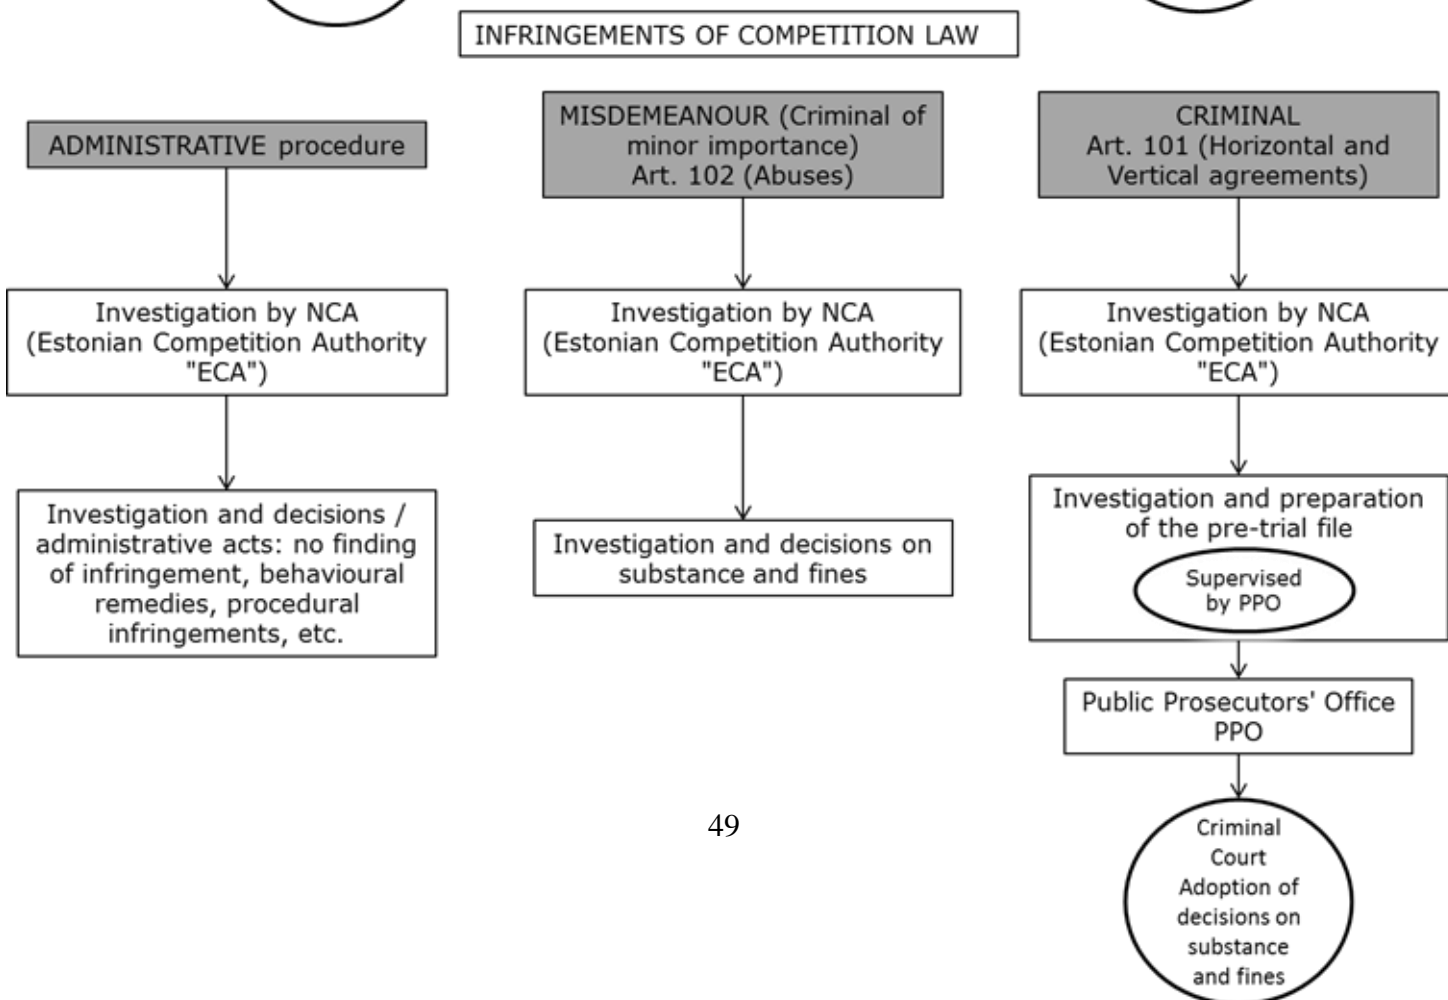 INFRINGEMENTS OF COMPETITION LAW
ADMINISTRATIVE procedure
Investigation by NCA
(Estonian Competition Authority
"ECA")
Investigation and decisions /
administrative acts: no finding
of infringement, behavioural
remedies, procedural
infringements, etc.
MISDEMEANOUR (Criminal of
minor importance)
Art. 102 (Abuses)
Investigation by NCA
(Estonian Competition Authority
"ECA")
Investigation and decisions on
substance and fines
CRIMINAL
Art. 101 (Horizontal and
Vertical agreements)
Investigation by NCA
(Estonian Competition Authority
"ECA")
Investigation and preparation
of the pre-trial file
Supervised
by PPO
Public Prosecutors' Office
PPO
Criminal
Court
Adoption of
decisions on
substance
and fines
49